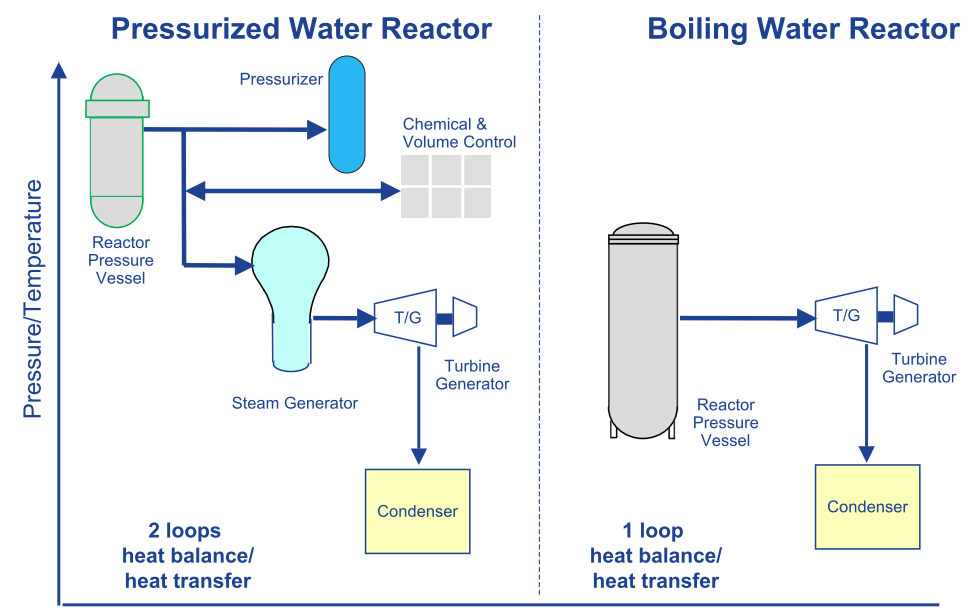 Pressurized Water Reactor
Boiling Water Reactor
Pressure/Temperature
Pressurizer
Chemical &
Volume Control
Reactor
Pressure
Vessel
T/G
Turbine
Generator
Steam Generator
Condenser
2 loops
heat balance/
heat transfer
T/G
Turbine
Generator
Reactor
Pressure
Vessel
Condenser
1 loop
heat balance/
heat transfer